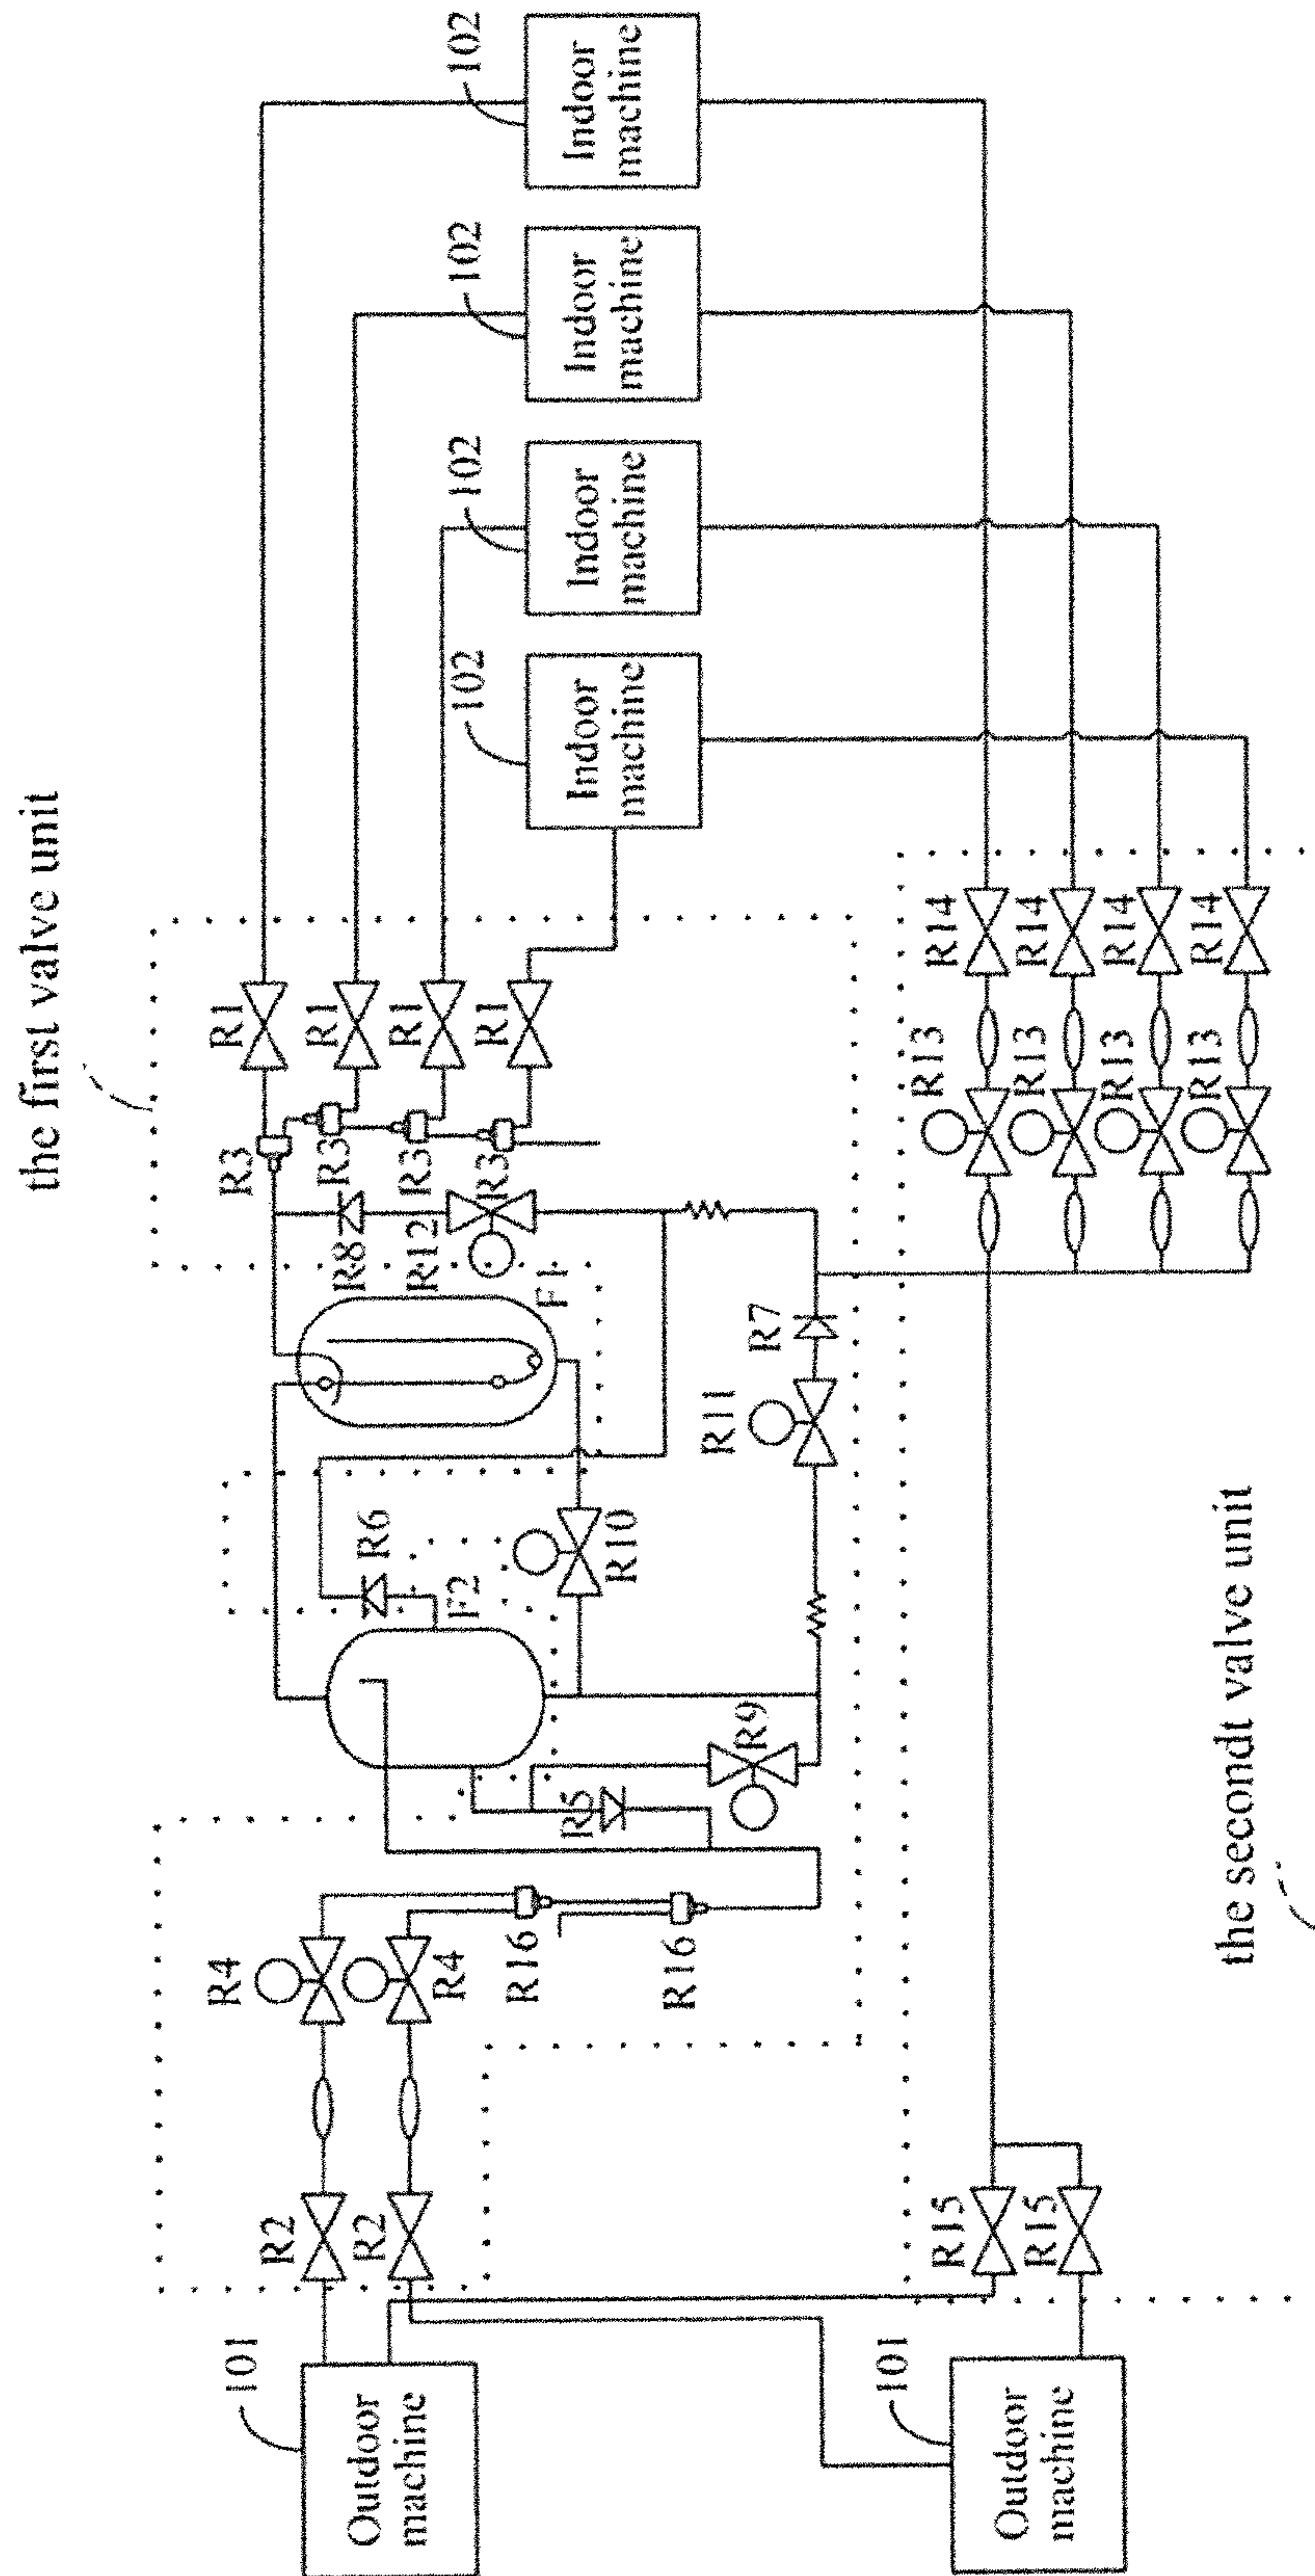 the first valve unit
102
102
102
102
Indoor
machine
Indoor
machine
Indoor
machine
Indoor
machine
R1
R1
R1
R1
R3
R3
R3
R3
R8
R12
F1
R6
F2
R10
R7
R11
R9
R5
R4
R4
R16
R16
R2
R2
R14
R14
R14
R14
R13
R13
R13
R13
R15
R15
101
Outdoor
machine
101
Outdoor
machine
the secondt valve unit